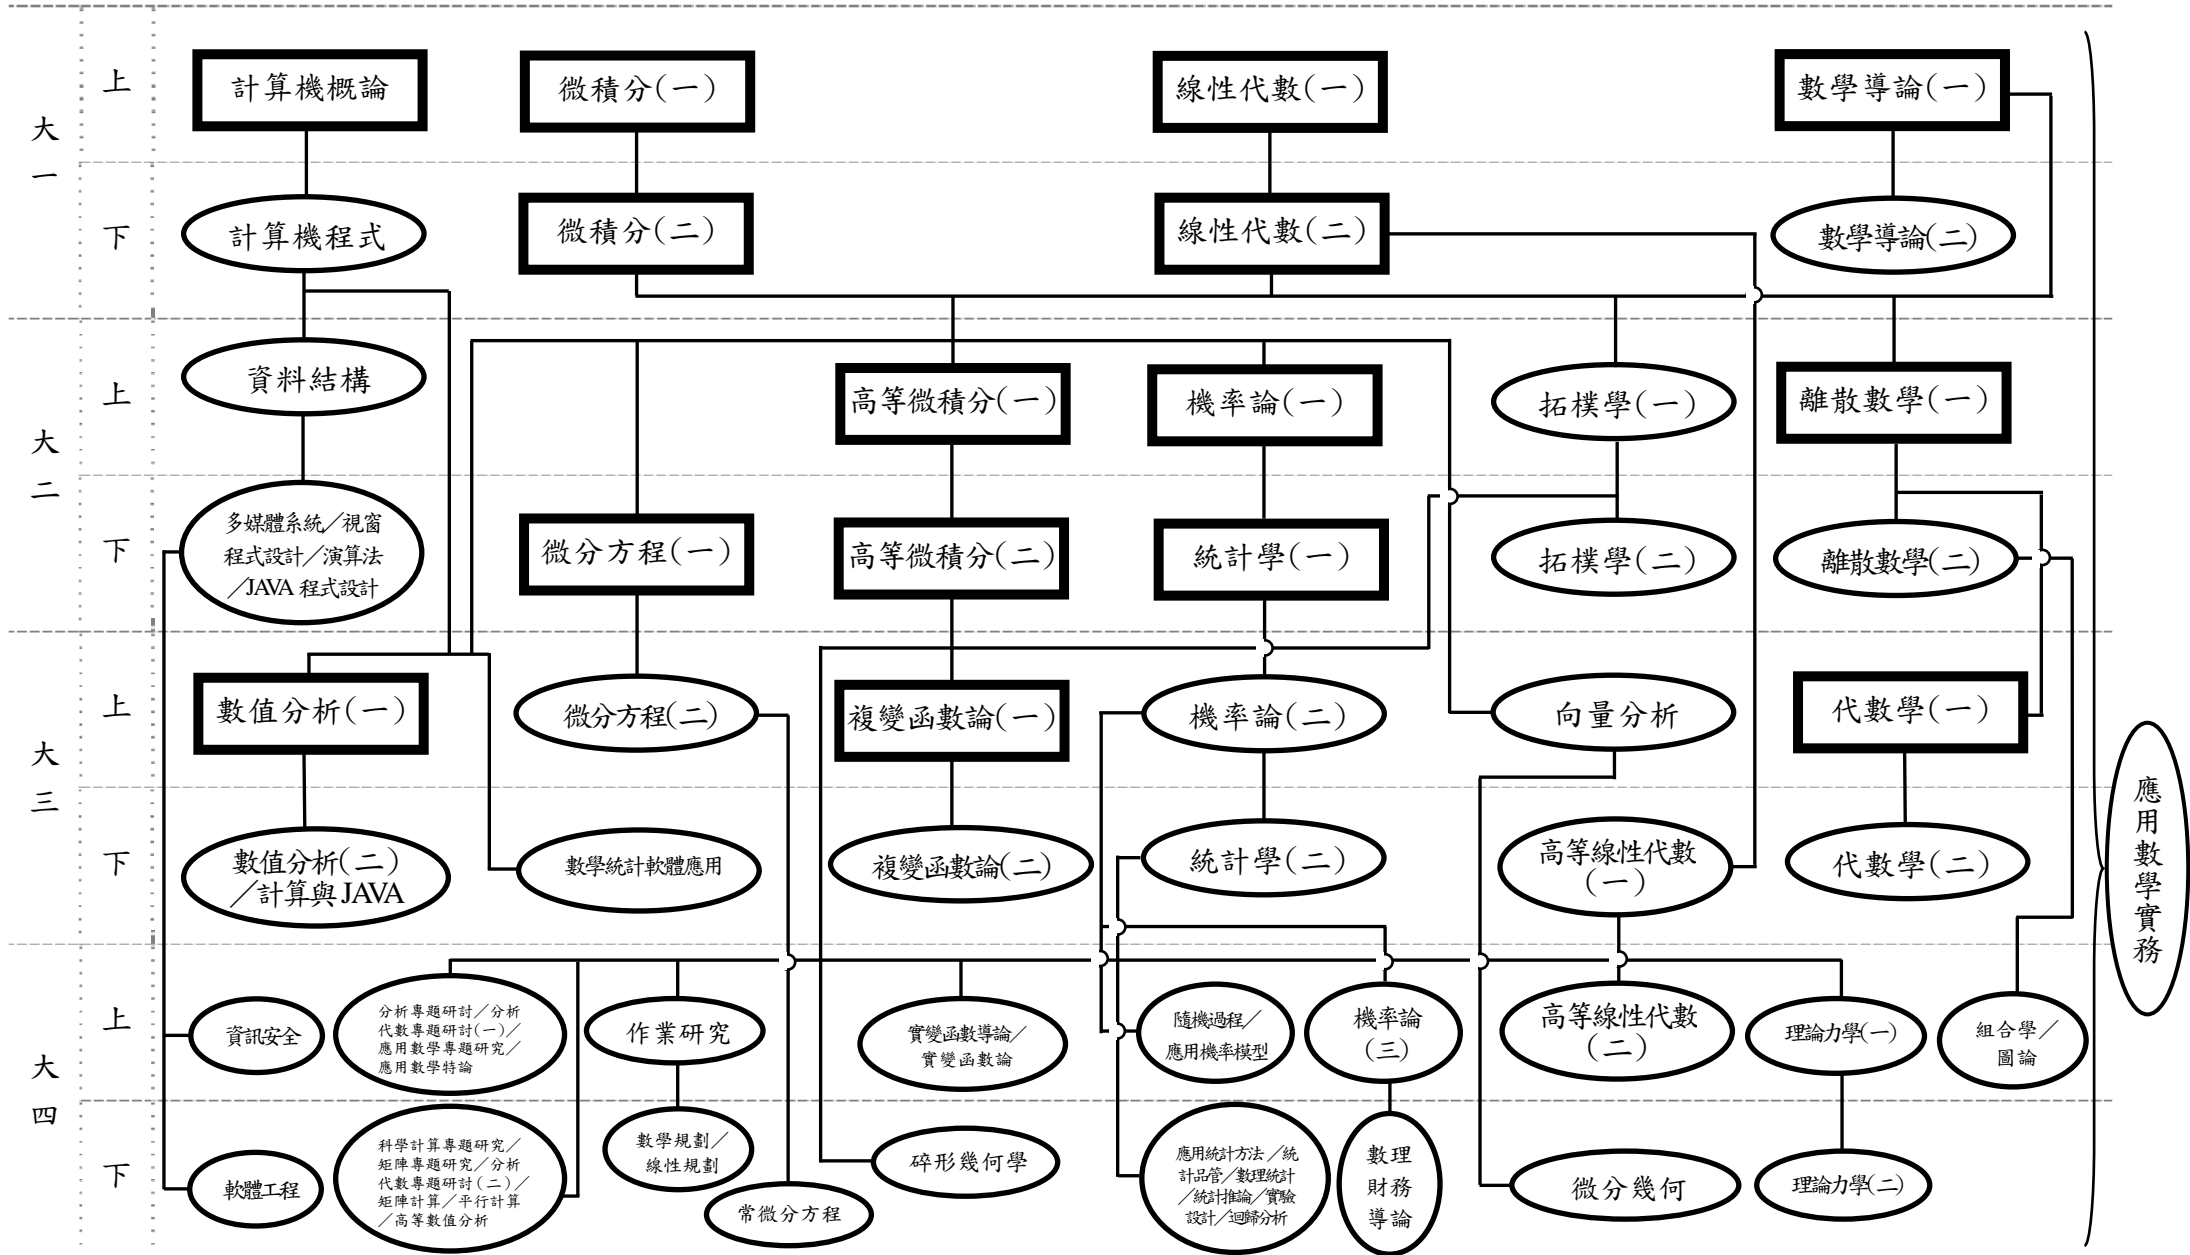 大一
上
計算機概論
微積分(一)
線性代數(一)
數學導論(一)
下
計算機程式
微積分(二)
線性代數(二)
數學導論(二)
大二
上
資料結構
高等微積分(一)
機率論(一)
拓樸學(一)
離散數學(一)
下
多媒體系統／視窗
程式設計／演算法
／JAVA 程式設計
微分方程(一)
高等微積分(二)
統計學(一)
拓樸學(二)
離散數學(二)
大三
上
數值分析(一)
微分方程(二)
複變函數論(一)
機率論(二)
向量分析
代數學(一)
下
數值分析(二)
／計算與 JAVA
數學統計軟體應用
複變函數論(二)
統計學(二)
高等線性代數
(一)
代數學(二)
大四
上
資訊安全
分析專題研討／分析
代數專題研討(一)／
應用數學專題研究／
應用數學特論
作業研究
實變函數導論／
實變函數論
隨機過程／
應用機率模型
機率論
(三)
高等線性代數
(二)
理論力學(一)
組合學／
圖論
下
軟體工程
科學計算專題研究／
矩陣專題研究／分析
代數專題研討(二)／
矩陣計算／平行計算
／高等數值分析
數學規劃／
線性規劃
常微分方程
碎形幾何學
應用統計方法／統
計品管／數理統計
／統計推論／實驗
設計／迴歸分析
數理
財務
導論
微分幾何
理論力學(二)
應用數學實務